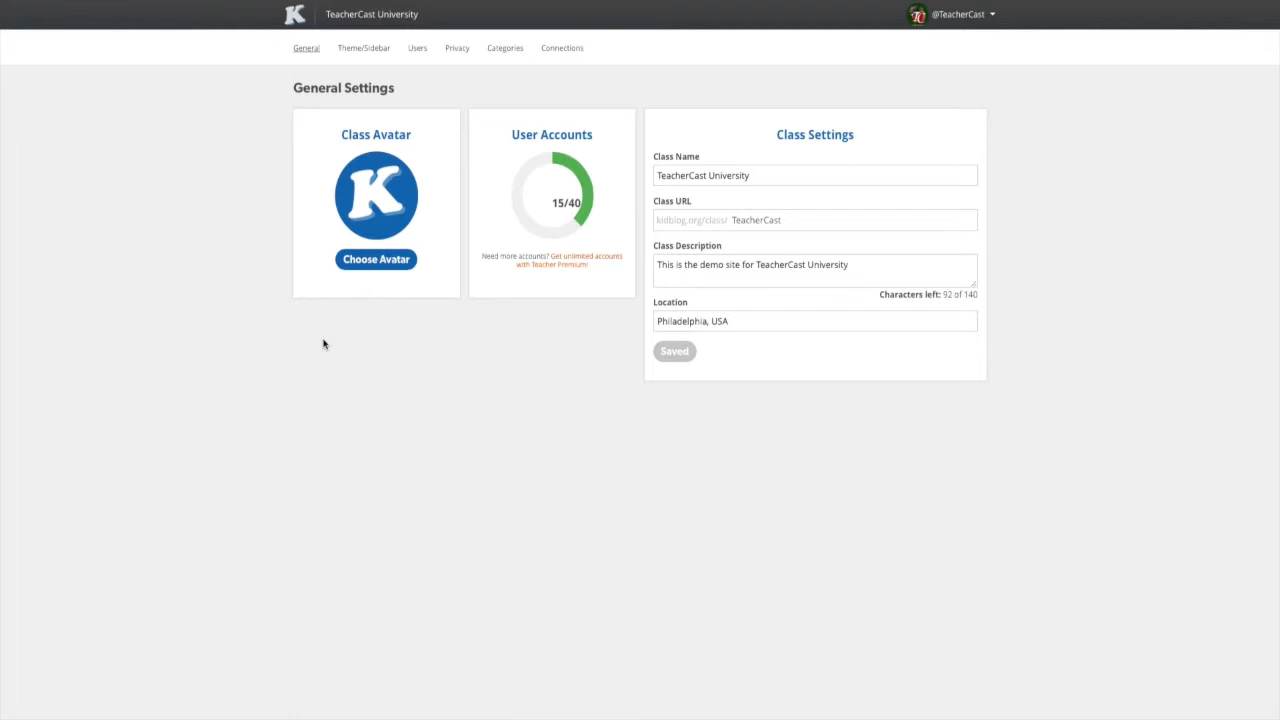 K TeacherCast University
TC @TeacherCast
General Theme/Sidebar Users Privacy Categories Connections
General Settings
Class Avatar
K
Choose Avatar
User Accounts
15/40
Need more accounts? Get unlimited accounts
with Teacher Premium!
Class Settings
Class Name
TeacherCast University
Class URL
kidblog.org/class/ TeacherCast
Class Description
This is the demo site for TeacherCast University
Characters left: 92 of 140
Location
Philadelphia, USA
Saved